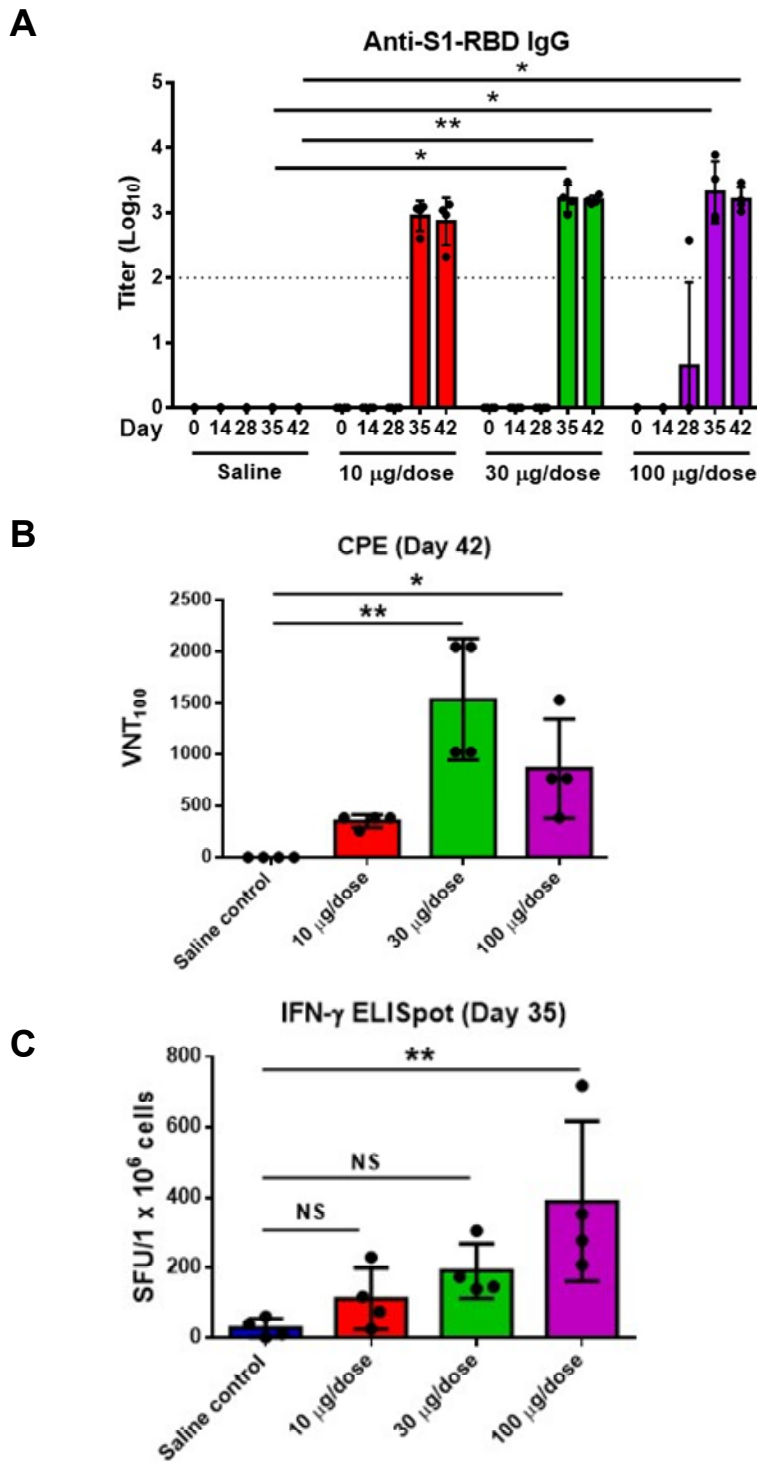 A
Anti-S1-RBD IgG
*
*
**
*
Titer (Log10)
5
4
3
2
1
0
Day
0 14 28 35 42 0 14 28 35 42 0 14 28 35 42 0 14 28 35 42
Saline 10 μg/dose 30 μg/dose 100 μg/dose
B
CPE (Day 42)
*
**
VNT100
2500
2000
1500
1000
500
0
Saline control
10 μg/dose
30 μg/dose
100 μg/dose
C
IFN-γ ELISpot (Day 35)
**
NS
NS
SFU/1 x 10⁶ cells
800
600
400
200
0
Saline control
10 μg/dose
30 μg/dose
100 μg/dose